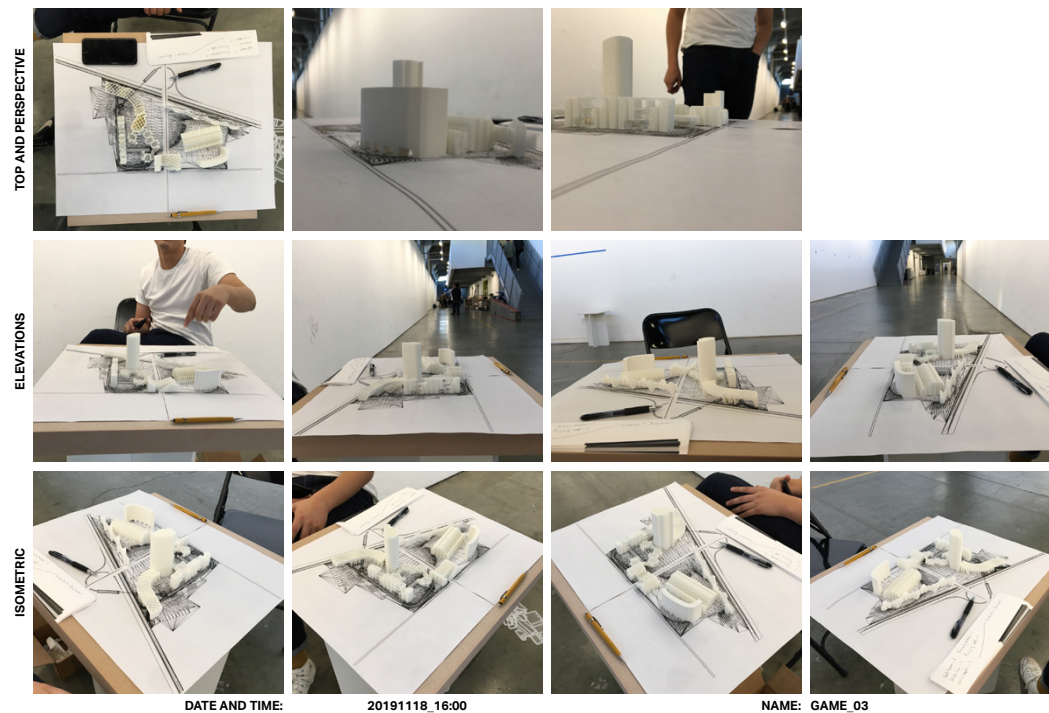 TOP AND PERSPECTIVE
ELEVATIONS
ISOMETRIC
DATE AND TIME: 20191118_16:00 NAME: GAME_03